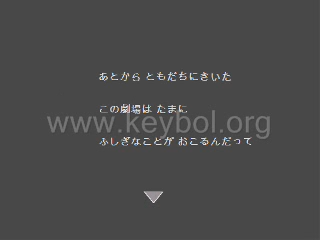 あとから ともだちにきいた
この劇場は たまに
www.keybol.org
ふしぎなことが おこるんだって